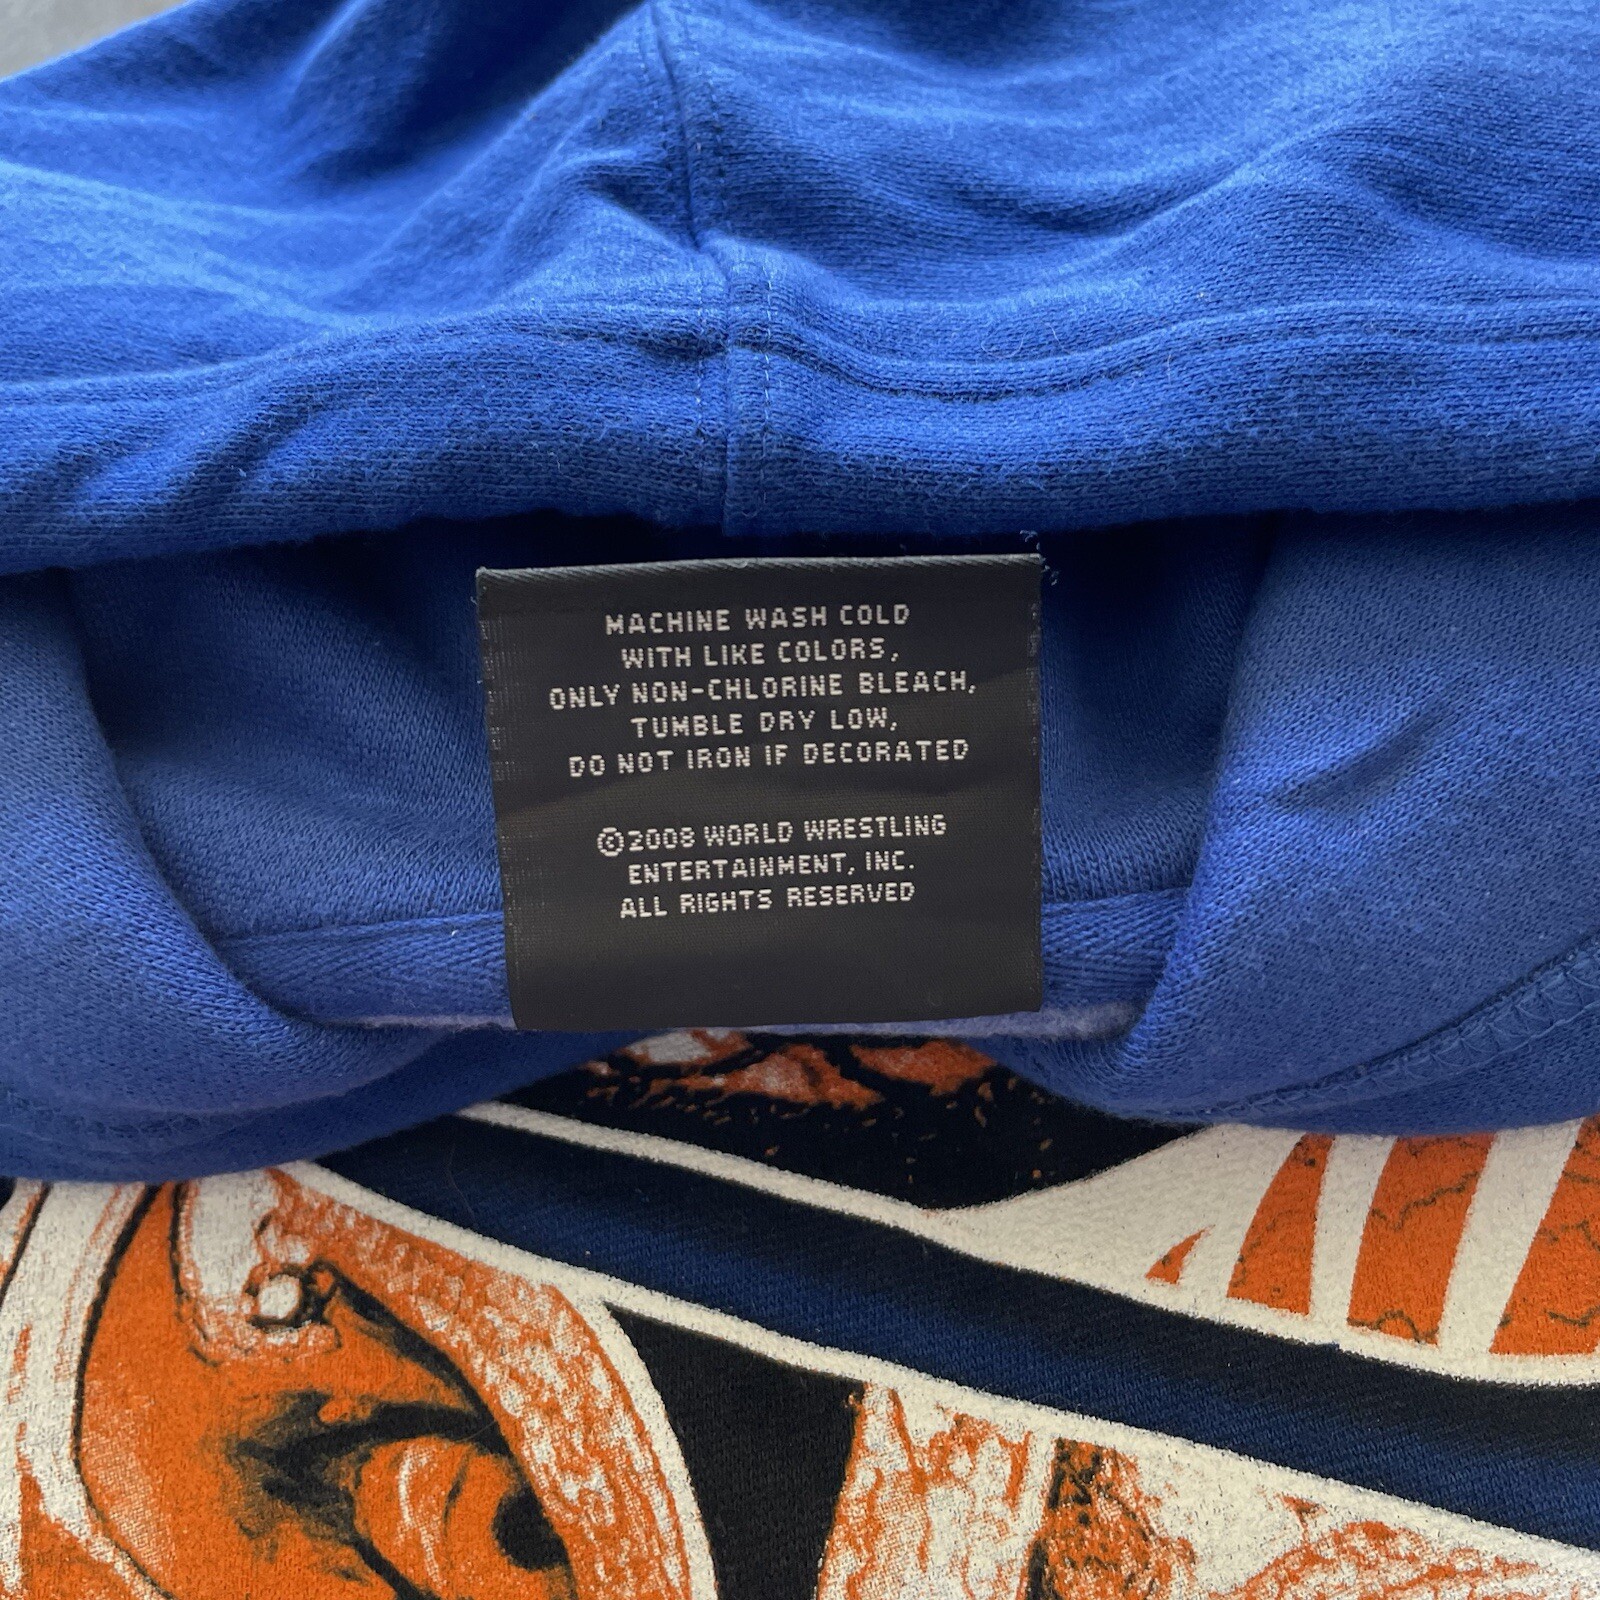 MACHINE WASH COLD
WITH LIKE COLORS,
ONLY NON-CHLORINE BLEACH,
TUMBLE DRY LOW,
DO NOT IRON IF DECORATED
©2008 WORLD WRESTLING
ENTERTAINMENT, INC.
ALL RIGHTS RESERVED